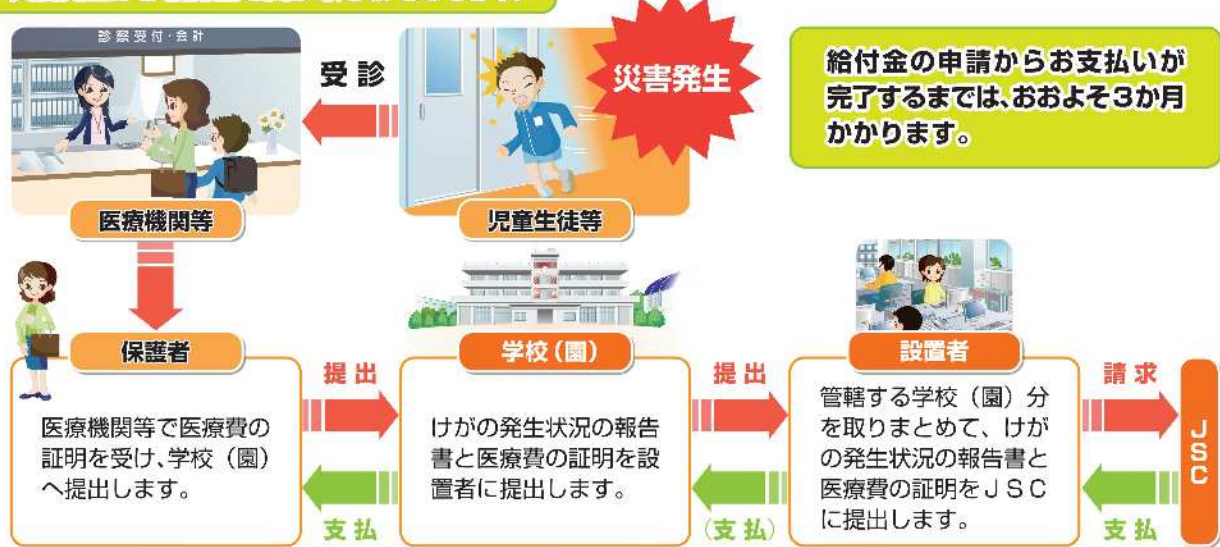 診察受付・会計
受診
災害発生
給付金の申請からお支払いが
完了するまでは、おおよそ3か月
かかります。
医療機関等
児童生徒等
保護者
学校（園）
設置者
提出
提出
請求
医療機関等で医療費の
証明を受け、学校（園）
へ提出します。
けがの発生状況の報告
書と医療費の証明を設
置者に提出します。
管轄する学校（園）分
を取りまとめて、けが
の発生状況の報告書と
医療費の証明をＪＳＣ
に提出します。
JSC
支払
（支払）
支払